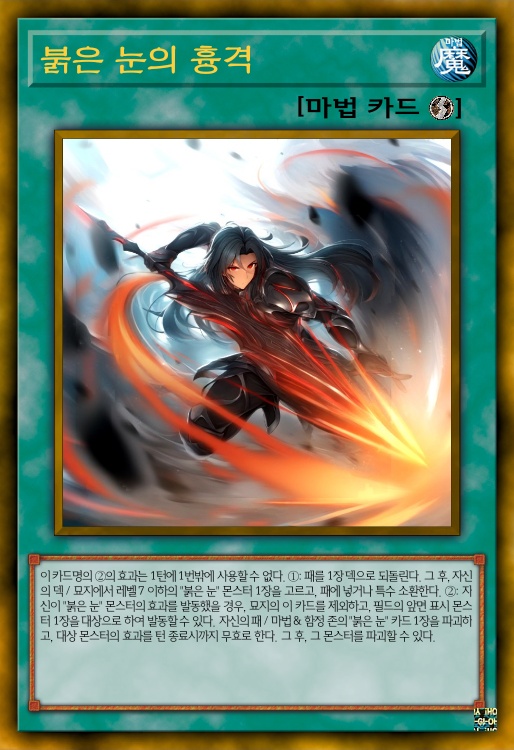 붉은 눈의 흉격
마법
魔
[마법 카드 ]
이 카드명의 ②의 효과는 1턴에 1번밖에 사용할 수 없다. ①: 패를 1장 덱으로 되돌린다. 그 후, 자신
의 덱 / 묘지에서 레벨 7 이하의 "붉은 눈" 몬스터 1장을 고르고, 패에 넣거나 특수 소환한다. ②: 자
신이 "붉은 눈" 몬스터의 효과를 발동했을 경우, 묘지의 이 카드를 제외하고, 필드의 앞면 표시 몬스
터 1장을 대상으로 하여 발동할 수 있다. 자신의 패 / 마법 & 함정 존의 "붉은 눈" 카드 1장을 파괴하
고, 대상 몬스터의 효과를 턴 종료시까지 무효로 한다. 그 후, 그 몬스터를 파괴할 수 있다.